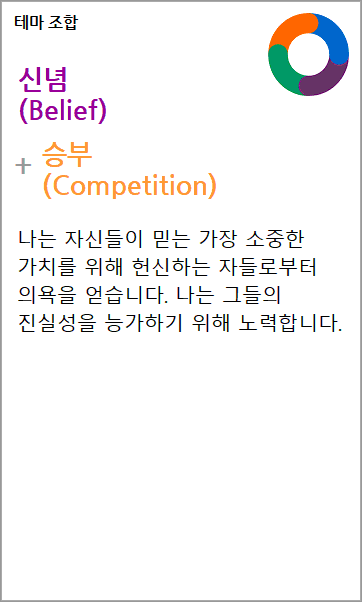 테마 조합
신념
(Belief)
+ 승부
(Competition)
나는 자신들이 믿는 가장 소중한
가치를 위해 헌신하는 자들로부터
의욕을 얻습니다. 나는 그들의
진실성을 능가하기 위해 노력합니다.